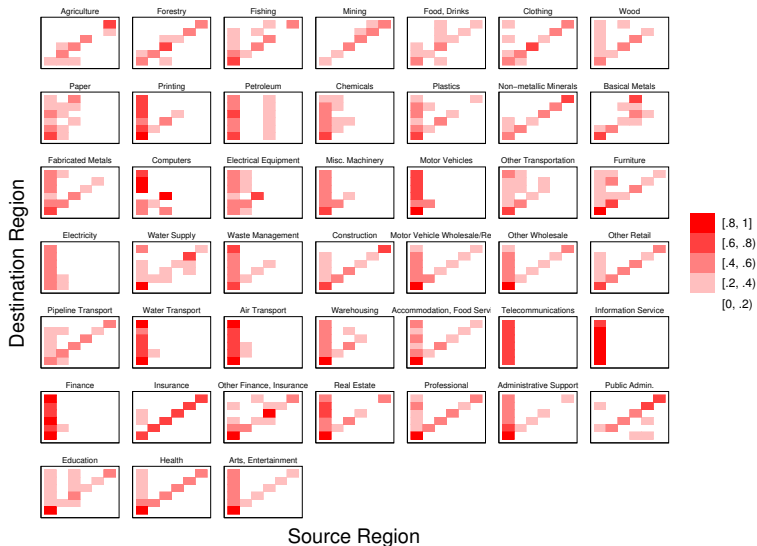 Agriculture
Forestry
Fishing
Mining
Food, Drinks
Clothing
Wood
Paper
Printing
Petroleum
Chemicals
Plastics
Non-metallic Minerals
Basical Metals
Fabricated Metals
Computers
Electrical Equipment
Misc. Machinery
Motor Vehicles
Other Transportation
Furniture
Electricity
Water Supply
Waste Management
Construction
Motor Vehicle Wholesale/Re
Other Wholesale
Other Retail
Pipeline Transport
Water Transport
Air Transport
Warehousing
Accommodation, Food Servi
Telecommunications
Information Service
Finance
Insurance
Other Finance, Insurance
Real Estate
Professional
Administrative Support
Public Admin.
Education
Health
Arts, Entertainment
Destination Region
Source Region
[.8, 1]
[.6, .8)
[.4, .6)
[.2, .4)
[0, .2)